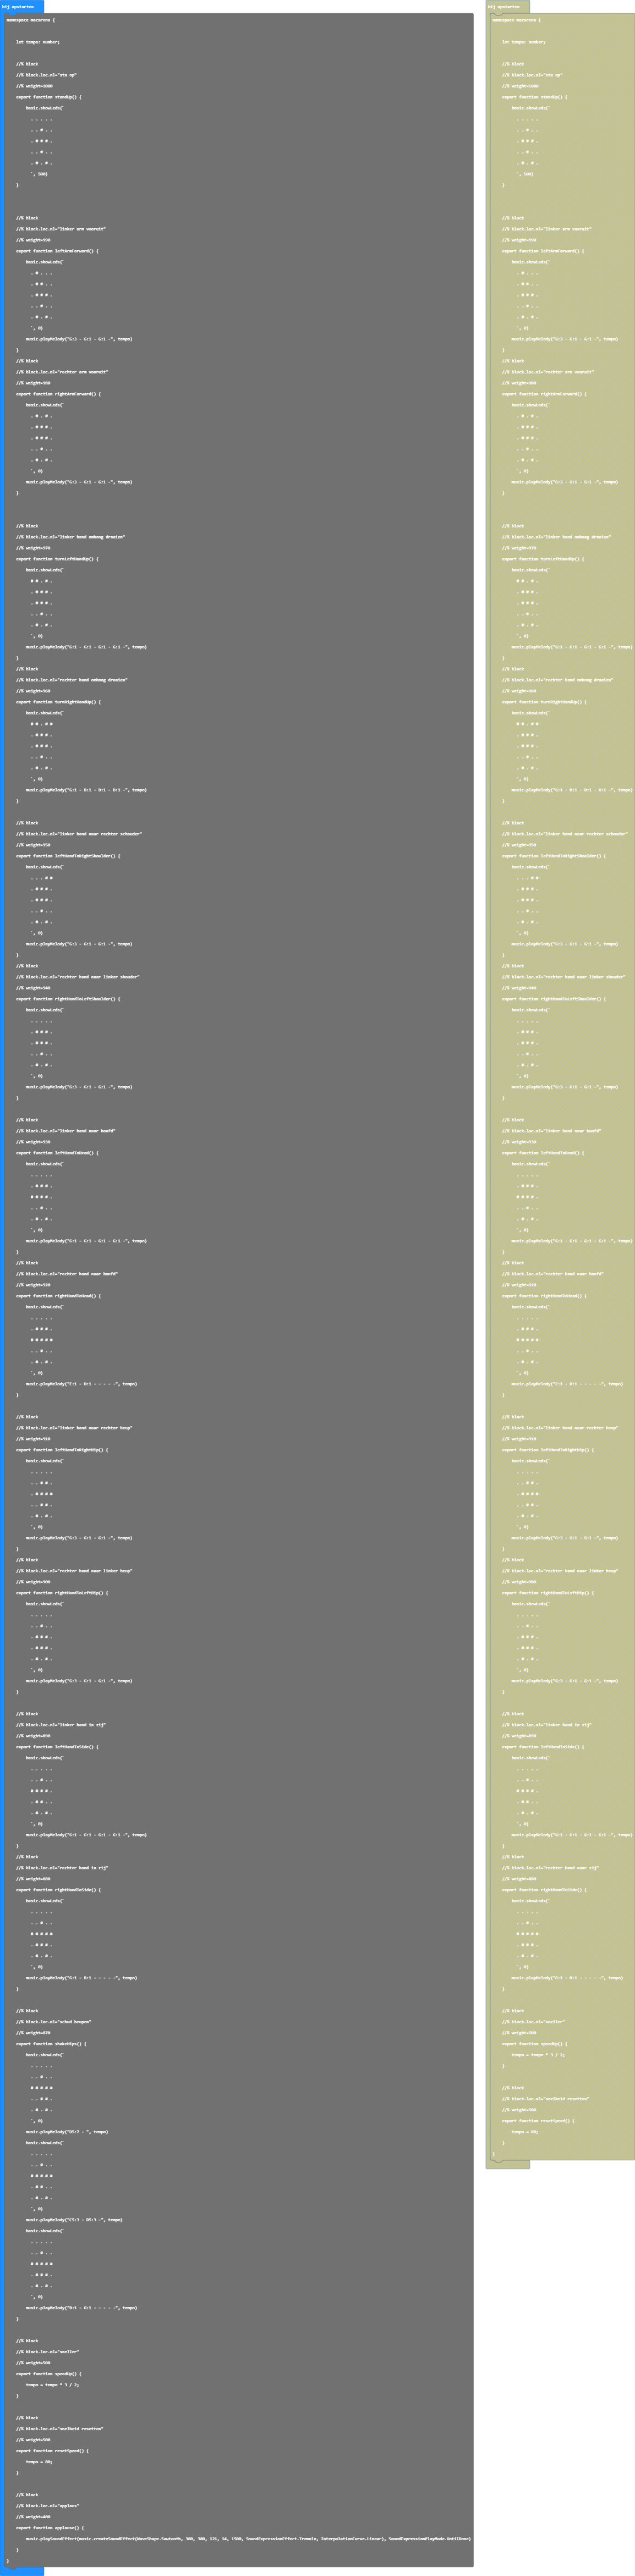 bij opstarten
namespace macarena {
let tempo: number;
//% block
//% block.loc.nl="sta op"
//% weight=1000
export function standUp() {
basic.showLeds(`
. . . . .
. . # . .
. # # # .
. . # . .
. # . # .
`, 500)
}
//% block
//% block.loc.nl="linker arm vooruit"
//% weight=990
export function leftArmForward() {
basic.showLeds(`
. # . . .
. # # . .
. # # # .
. . # . .
. # . # .
`, 0)
music.playMelody("G:3 - G:1 - G:1 -", tempo)
}
//% block
//% block.loc.nl="rechter arm vooruit"
//% weight=980
export function rightArmForward() {
basic.showLeds(`
. # . # .
. # # # .
. # # # .
. . # . .
. # . # .
`, 0)
music.playMelody("G:3 - G:1 - G:1 -", tempo)
}
//% block
//% block.loc.nl="linker hand omhoog draaien"
//% weight=970
export function turnLeftHandUp() {
basic.showLeds(`
# # . # .
. # # # .
. # # # .
. . # . .
. # . # .
`, 0)
music.playMelody("G:1 - G:1 - G:1 - G:1 -", tempo)
}
//% block
//% block.loc.nl="rechter hand omhoog draaien"
//% weight=960
export function turnRightHandUp() {
basic.showLeds(`
# # . # #
. # # # .
. # # # .
. . # . .
. # . # .
`, 0)
music.playMelody("G:1 - B:1 - D:1 - D:1 -", tempo)
}
//% block
//% block.loc.nl="linker hand naar rechter schouder"
//% weight=950
export function leftHandToRightShoulder() {
basic.showLeds(`
. . . # #
. # # # .
. # # # .
. . # . .
. # . # .
`, 0)
music.playMelody("G:3 - G:1 - G:1 -", tempo)
}
//% block
//% block.loc.nl="rechter hand naar linker shouder"
//% weight=940
export function rightHandToLeftShoulder() {
basic.showLeds(`
. . . . .
. # # # .
. # # # .
. . # . .
. # . # .
`, 0)
music.playMelody("G:3 - G:1 - G:1 -", tempo)
}
//% block
//% block.loc.nl="linker hand naar hoofd"
//% weight=930
export function leftHandToHead() {
basic.showLeds(`
. . . . .
. # # # .
# # # # .
. . # . .
. # . # .
`, 0)
music.playMelody("G:1 - G:1 - G:1 - G:1 -", tempo)
}
//% block
//% block.loc.nl="rechter hand naar hoofd"
//% weight=920
export function rightHandToHead() {
basic.showLeds(`
. . . . .
. # # # .
# # # # #
. . # . .
. # . # .
`, 0)
music.playMelody("E:1 - D:1 - - - - -", tempo)
}
//% block
//% block.loc.nl="linker hand naar rechter heup"
//% weight=910
export function leftHandToRightHip() {
basic.showLeds(`
. . . . .
. . # # .
. # # # #
. . # # .
. # . # .
`, 0)
music.playMelody("G:3 - G:1 - G:1 -", tempo)
}
//% block
//% block.loc.nl="rechter hand naar linker heup"
//% weight=900
export function rightHandToLeftHip() {
basic.showLeds(`
. . . . .
. . # . .
. # # # .
. # # # .
. # . # .
`, 0)
music.playMelody("G:3 - G:1 - G:1 -", tempo)
}
//% block
//% block.loc.nl="linker hand in zij"
//% weight=890
export function leftHandToSide() {
basic.showLeds(`
. . . . .
. . # . .
# # # # .
. # # . .
. # . # .
`, 0)
music.playMelody("G:1 - G:1 - G:1 - G:1 -", tempo)
}
//% block
//% block.loc.nl="rechter hand in zij"
//% weight=880
export function rightHandToSide() {
basic.showLeds(`
. . . . .
. . # . .
# # # # #
. # # # .
. # . # .
`, 0)
music.playMelody("G:1 - B:1 - - - - -", tempo)
}
//% block
//% block.loc.nl="schud heupen"
//% weight=870
export function shakeHips() {
basic.showLeds(`
. . . . .
. . # . .
# # # # #
. . # # .
. # . # .
`, 0)
music.playMelody("D5:7 - ", tempo)
basic.showLeds(`
. . . . .
. . # . .
# # # # #
. # # . .
. # . # .
`, 0)
music.playMelody("C5:3 - D5:3 -", tempo)
basic.showLeds(`
. . . . .
. . # . .
# # # # #
. # # # .
. # . # .
`, 0)
music.playMelody("B:1 - G:1 - - - - -", tempo)
}
//% block
//% block.loc.nl="sneller"
//% weight=500
export function speedUp() {
tempo = tempo * 3 / 2;
}
//% block
//% block.loc.nl="snelheid resetten"
//% weight=500
export function resetSpeed() {
tempo = 80;
}
//% block
//% block.loc.nl="applaus"
//% weight=400
export function applause() {
music.playSoundEffect(music.createSoundEffect(WaveShape.Sawtooth, 300, 300, 131, 16, 1500, SoundExpressionEffect.Tremolo, InterpolationCurve.Linear), SoundExpressionPlayMode.UntilDone)
}
}
bij opstarten
namespace macarena {
let tempo: number;
//% block
//% block.loc.nl="sta op"
//% weight=1000
export function standUp() {
basic.showLeds(`
. . . . .
. . # . .
. # # # .
. . # . .
. # . # .
`, 500)
}
//% block
//% block.loc.nl="linker arm vooruit"
//% weight=990
export function leftArmForward() {
basic.showLeds(`
. # . . .
. # # . .
. # # # .
. . # . .
. # . # .
`, 0)
music.playMelody("G:3 - G:1 - G:1 -", tempo)
}
//% block
//% block.loc.nl="rechter arm vooruit"
//% weight=980
export function rightArmForward() {
basic.showLeds(`
. # . # .
. # # # .
. # # # .
. . # . .
. # . # .
`, 0)
music.playMelody("G:3 - G:1 - G:1 -", tempo)
}
//% block
//% block.loc.nl="linker hand omhoog draaien"
//% weight=970
export function turnLeftHandUp() {
basic.showLeds(`
# # . # .
. # # # .
. # # # .
. . # . .
. # . # .
`, 0)
music.playMelody("G:1 - G:1 - G:1 - G:1 -", tempo)
}
//% block
//% block.loc.nl="rechter hand omhoog draaien"
//% weight=960
export function turnRightHandUp() {
basic.showLeds(`
# # . # #
. # # # .
. # # # .
. . # . .
. # . # .
`, 0)
music.playMelody("G:1 - B:1 - D:1 - D:1 -", tempo)
}
//% block
//% block.loc.nl="linker hand naar rechter schouder"
//% weight=950
export function leftHandToRightShoulder() {
basic.showLeds(`
. . . # #
. # # # .
. # # # .
. . # . .
. # . # .
`, 0)
music.playMelody("G:3 - G:1 - G:1 -", tempo)
}
//% block
//% block.loc.nl="rechter hand naar linker shouder"
//% weight=940
export function rightHandToLeftShoulder() {
basic.showLeds(`
. . . . .
. # # # .
. # # # .
. . # . .
. # . # .
`, 0)
music.playMelody("G:3 - G:1 - G:1 -", tempo)
}
//% block
//% block.loc.nl="linker hand naar hoofd"
//% weight=930
export function leftHandToHead() {
basic.showLeds(`
. . . . .
. # # # .
# # # # .
. . # . .
. # . # .
`, 0)
music.playMelody("G:1 - G:1 - G:1 - G:1 -", tempo)
}
//% block
//% block.loc.nl="rechter hand naar hoofd"
//% weight=920
export function rightHandToHead() {
basic.showLeds(`
. . . . .
. # # # .
# # # # #
. . # . .
. # . # .
`, 0)
music.playMelody("E:1 - D:1 - - - - -", tempo)
}
//% block
//% block.loc.nl="linker hand naar rechter heup"
//% weight=910
export function leftHandToRightHip() {
basic.showLeds(`
. . . . .
. . # # .
. # # # #
. . # # .
. # . # .
`, 0)
music.playMelody("G:3 - G:1 - G:1 -", tempo)
}
//% block
//% block.loc.nl="rechter hand naar linker heup"
//% weight=900
export function rightHandToLeftHip() {
basic.showLeds(`
. . . . .
. . # . .
. # # # .
. # # # .
. # . # .
`, 0)
music.playMelody("G:3 - G:1 - G:1 -", tempo)
}
//% block
//% block.loc.nl="linker hand in zij"
//% weight=890
export function leftHandToSide() {
basic.showLeds(`
. . . . .
. . # . .
# # # # .
. # # . .
. # . # .
`, 0)
music.playMelody("G:1 - G:1 - G:1 - G:1 -", tempo)
}
//% block
//% block.loc.nl="rechter hand naar zij"
//% weight=880
export function rightHandToSide() {
basic.showLeds(`
. . . . .
. . # . .
# # # # #
. # # # .
. # . # .
`, 0)
music.playMelody("G:1 - B:1 - - - - -", tempo)
}
//% block
//% block.loc.nl="sneller"
//% weight=500
export function speedUp() {
tempo = tempo * 3 / 2;
}
//% block
//% block.loc.nl="snelheid resetten"
//% weight=500
export function resetSpeed() {
tempo = 80;
}
}